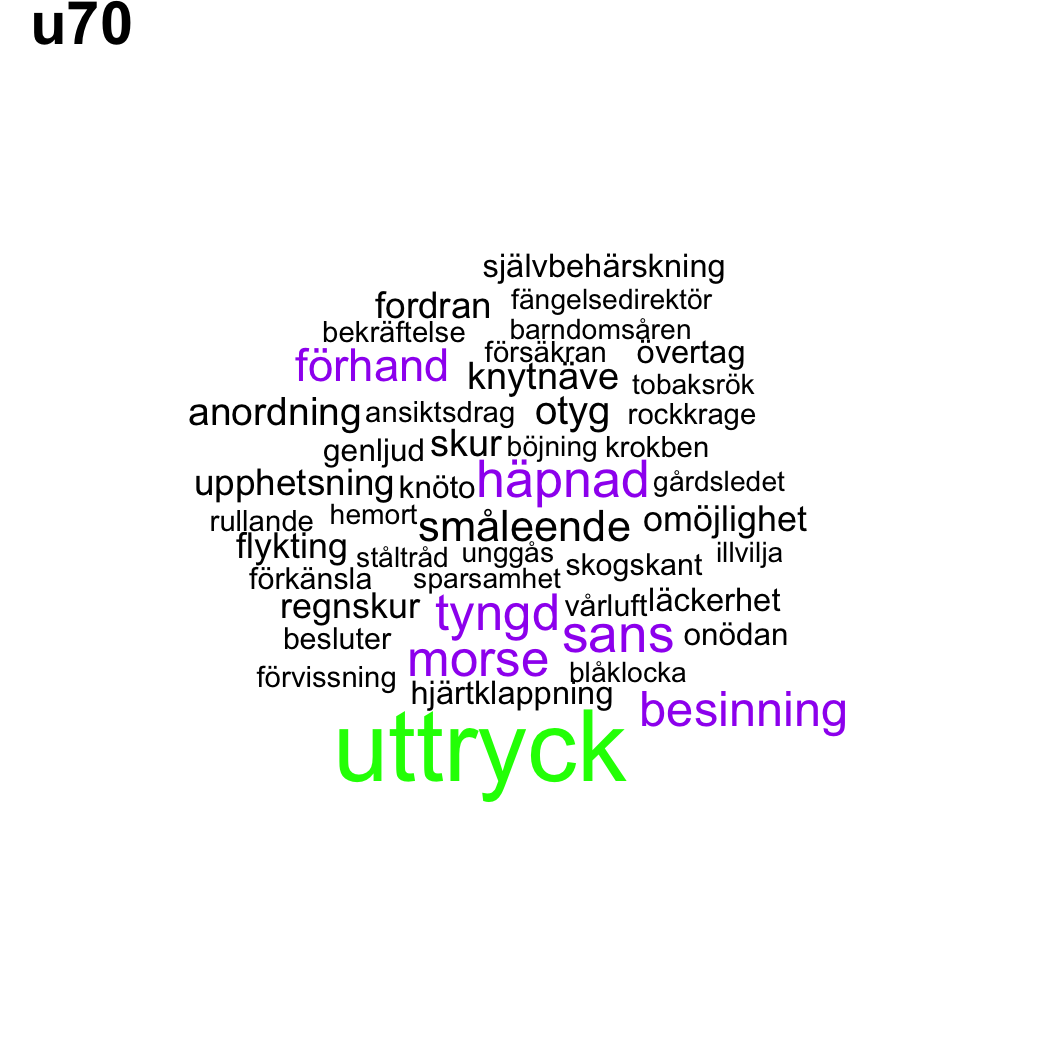 u70
självbehärskning
fordran fängelsedirektör
bekräftelse barndomsåren
förhand försäkran övertag
knytnäve tobaksrök
anordning ansiktsdrag otyg rockkrage
genljud skur böjning krokben
upphetsning knöto häpnad gårdsledet
rullande hemort småleende omöjlighet
flykting ståltråd unggås skogskant illvilja
förkänsla sparsamhet
regnskur tyngd vårluft läckerhet
besluter sans onödan
förvissning morse blåklocka
hjärtklappning besinning
uttryck